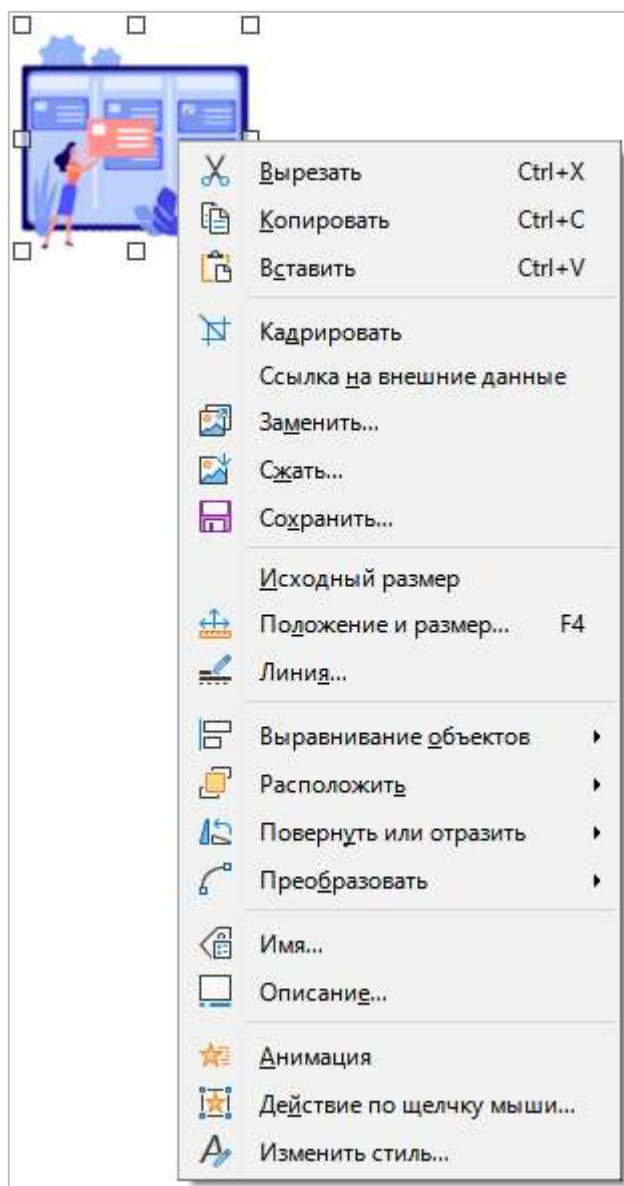 Вырезать Ctrl+X
Копировать Ctrl+C
Вставить Ctrl+V
Кадрировать
Ссылка на внешние данные
Заменить...
Сжать...
Сохранить...
Исходный размер
Положение и размер... F4
Линия...
Выравнивание объектов
Расположить
Повернуть или отразить
Преобразовать
Имя...
Описание...
Анимация
Действие по щелчку мыши...
Изменить стиль...